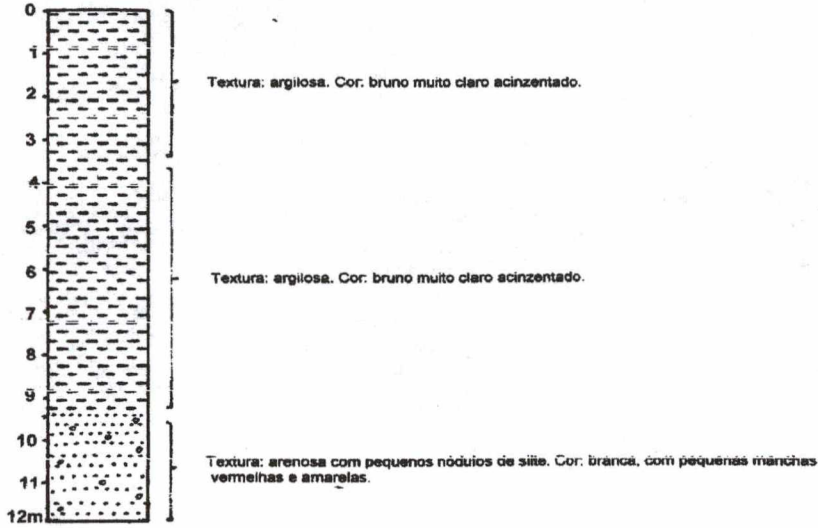 0
1
2
3
4
5
6
7
8
9
10
11
12m
Textura: argilosa. Cor: bruno muito claro acinzentado.
Textura: argilosa. Cor: bruno muito claro acinzentado.
Textura: arenosa com pequenos nódulos de silte. Cor: branca, com pequenas manchas
vermelhas e amarelas.